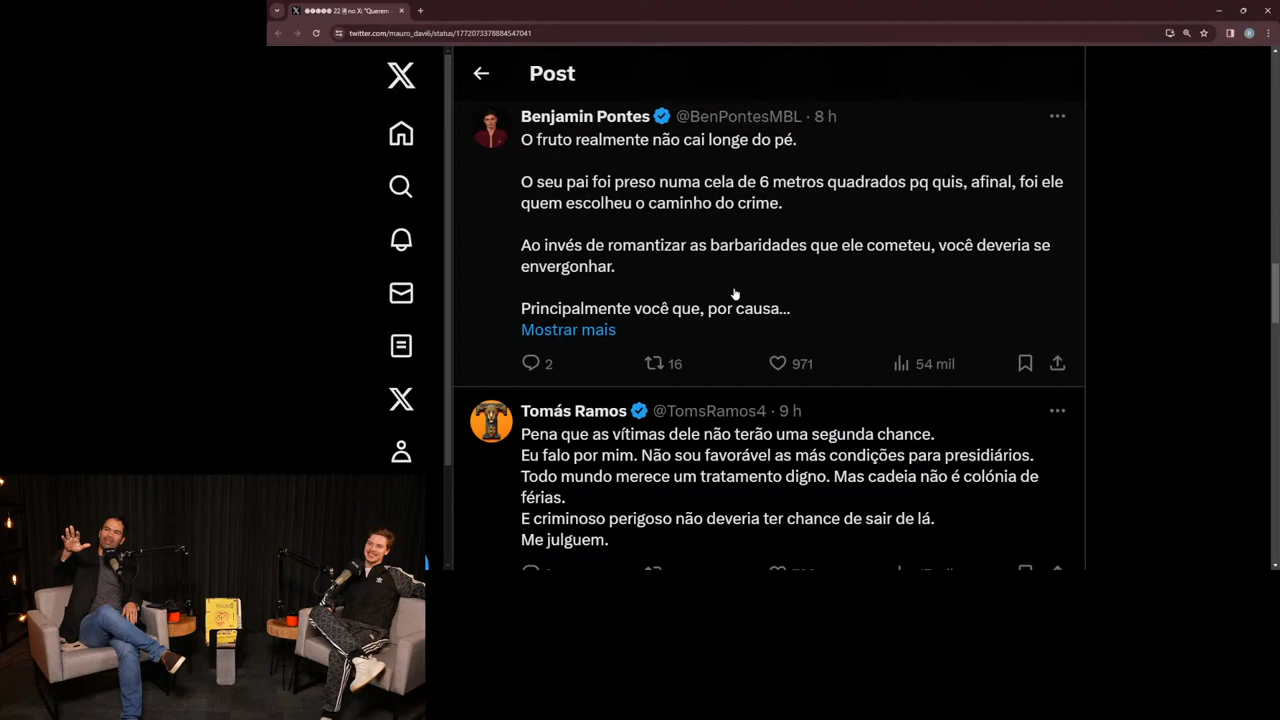 no X: "Querem
twitter.com/mauro_davi6/status/1772073378884547041
Post
Benjamin Pontes @BenPontesMBL · 8 h
O fruto realmente não cai longe do pé.
O seu pai foi preso numa cela de 6 metros quadrados pq quis, afinal, foi ele
quem escolheu o caminho do crime.
Ao invés de romantizar as barbaridades que ele cometeu, você deveria se
envergonhar.
Principalmente você que, por causa...
Mostrar mais
2 16 971 54 mil
Tomás Ramos @TomsRamos4 · 9 h
Pena que as vítimas dele não terão uma segunda chance.
Eu falo por mim. Não sou favorável as más condições para presidiários.
Todo mundo merece um tratamento digno. Mas cadeia não é colónia de
férias.
E criminoso perigoso não deveria ter chance de sair de lá.
Me julguem.